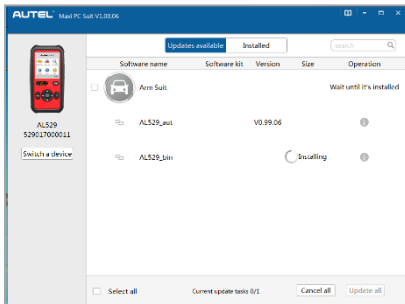 AUTEL Maxi PC Suit V1.00.06
Updates available Installed
search
Software name Software kit Version Size Operation
Arm Suit Wait until it's installed
AL529_aut V0.99.06
AL529_bin Installing
AL529
529017000011
Switch a device
Select all Current update tasks 0/1 Cancel all Update all